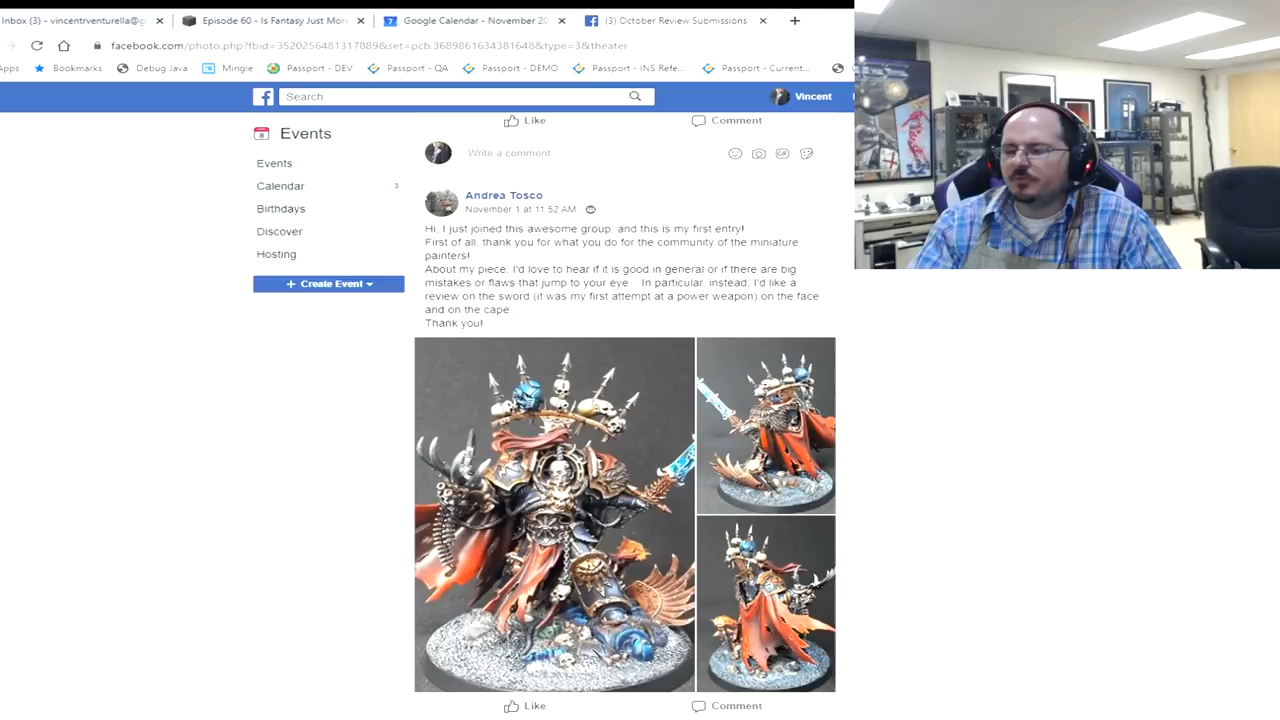 Inbox (3) - vincentrventurella@g
Episode 60 - Is Fantasy Just Mor
Google Calendar - November 20
(3) October Review Submissions
facebook.com/photo.php?fbid=3520256481317889&set=pcb.3689861634381648&type=3&theater
Apps
Bookmarks
Debug Java
Mingle
Passport - DEV
Passport - QA
Passport - DEMO
Passport - INS Refe...
Passport - Current...
Search
Vincent
Like
Comment
Events
Write a comment
Events
Calendar
3
Birthdays
Discover
Hosting
+ Create Event
Andrea Tosco
November 1 at 11:52 AM
Hi, I just joined this awesome group, and this is my first entry!
First of all, thank you for what you do for the community of the miniature
painters!
About my piece: I'd love to hear if it is good in general or if there are big
mistakes or flaws that jump to your eye In particular, instead, I'd like a
review on the sword (it was my first attempt at a power weapon),on the face
and on the cape.
Thank you!
Like
Comment